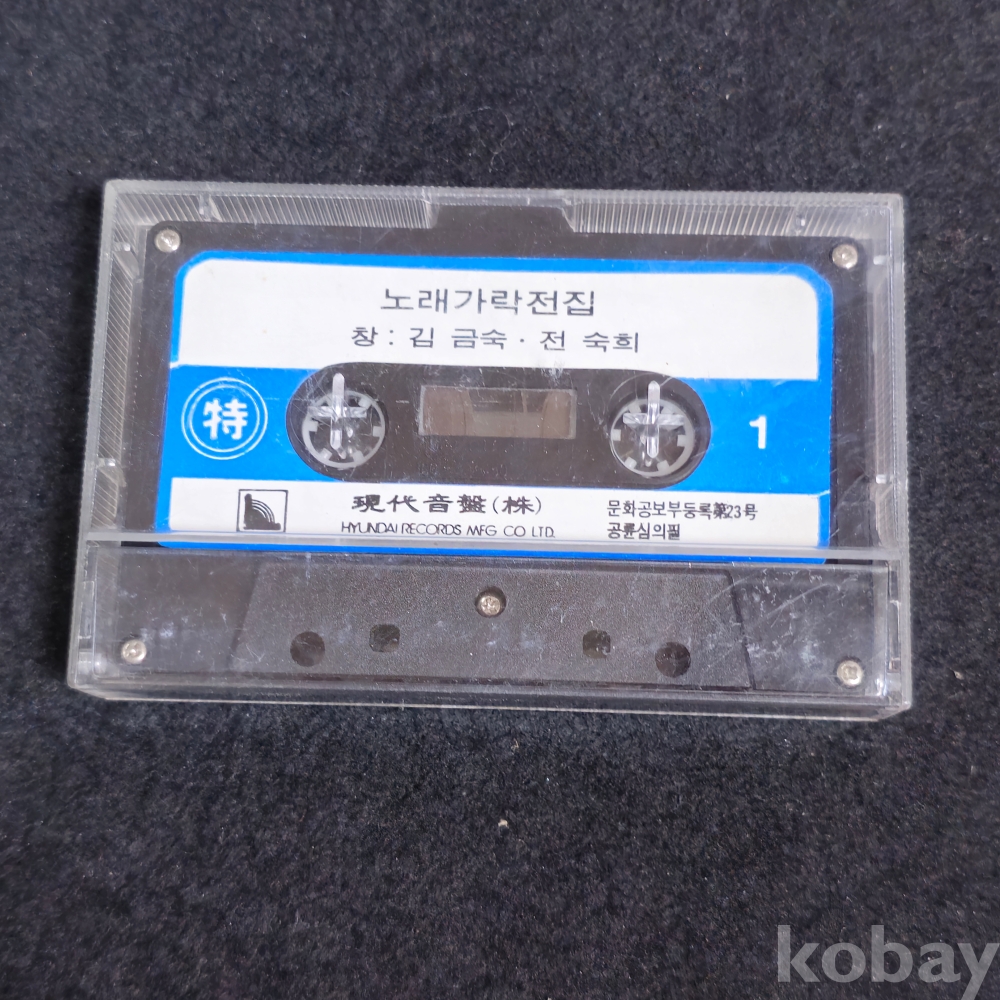 노래가락전집
창 : 김 금숙 · 전 숙희
特
1
現代音盤(株)
HYUNDAI RECORDS MFG CO LTD.
문화공보부등록第23号
공륜심의필
kobay